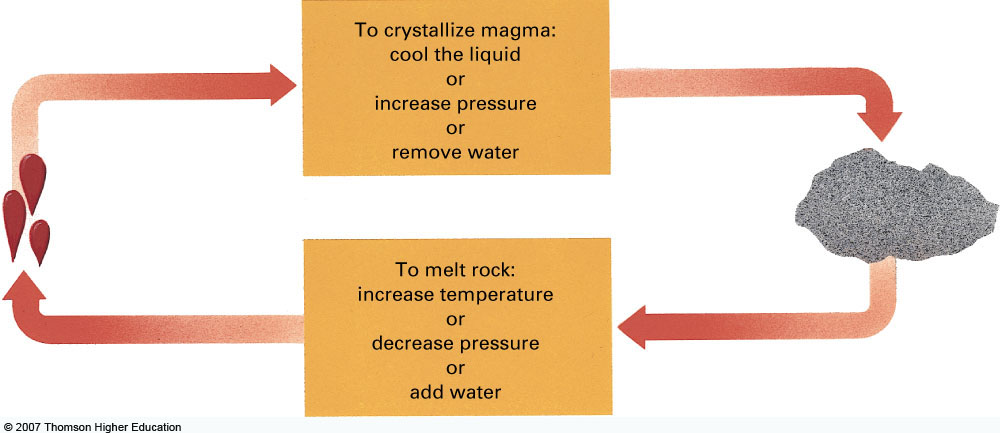 To crystallize magma:
cool the liquid
or
increase pressure
or
remove water
To melt rock:
increase temperature
or
decrease pressure
or
add water
© 2007 Thomson Higher Education